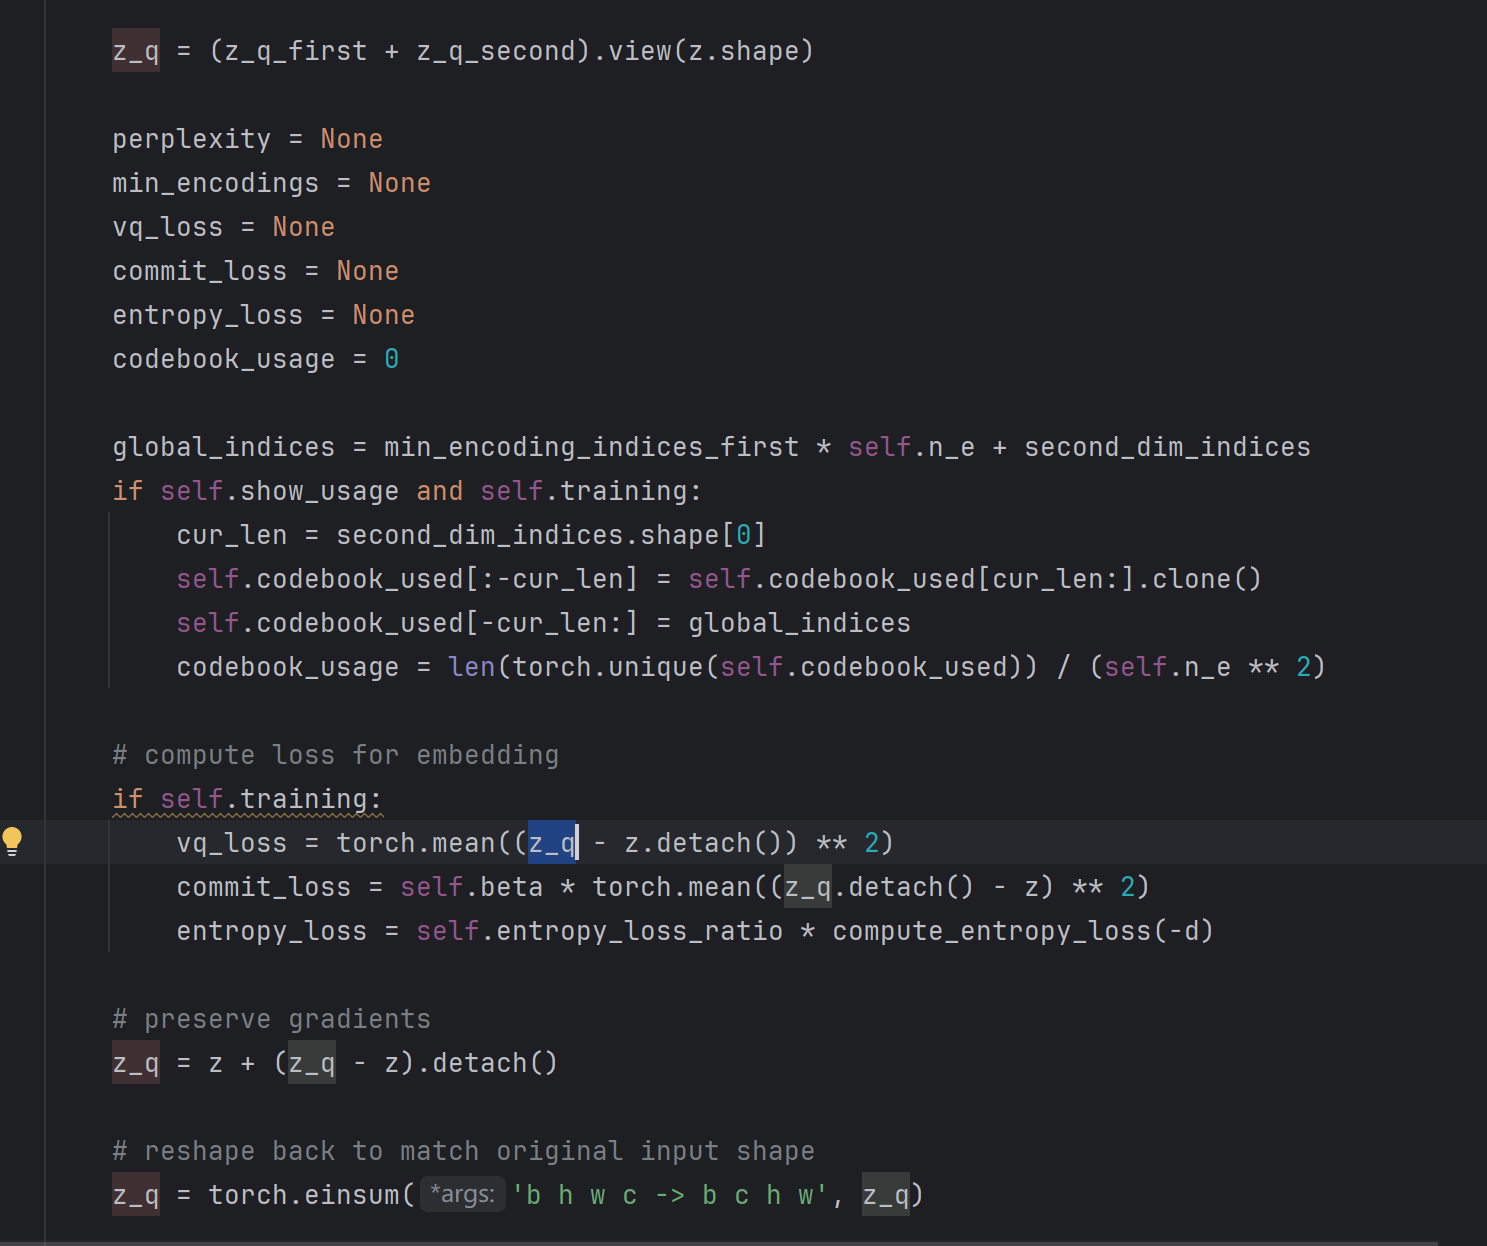 z_q = (z_q_first + z_q_second).view(z.shape)
perplexity = None
min_encodings = None
vq_loss = None
commit_loss = None
entropy_loss = None
codebook_usage = 0
global_indices = min_encoding_indices_first * self.n_e + second_dim_indices
if self.show_usage and self.training:
    cur_len = second_dim_indices.shape[0]
    self.codebook_used[:-cur_len] = self.codebook_used[cur_len:].clone()
    self.codebook_used[-cur_len:] = global_indices
    codebook_usage = len(torch.unique(self.codebook_used)) / (self.n_e ** 2)
# compute loss for embedding
if self.training:
    vq_loss = torch.mean((z_q - z.detach()) ** 2)
    commit_loss = self.beta * torch.mean((z_q.detach() - z) ** 2)
    entropy_loss = self.entropy_loss_ratio * compute_entropy_loss(-d)
# preserve gradients
z_q = z + (z_q - z).detach()
# reshape back to match original input shape
z_q = torch.einsum( *args: 'b h w c -> b c h w', z_q)